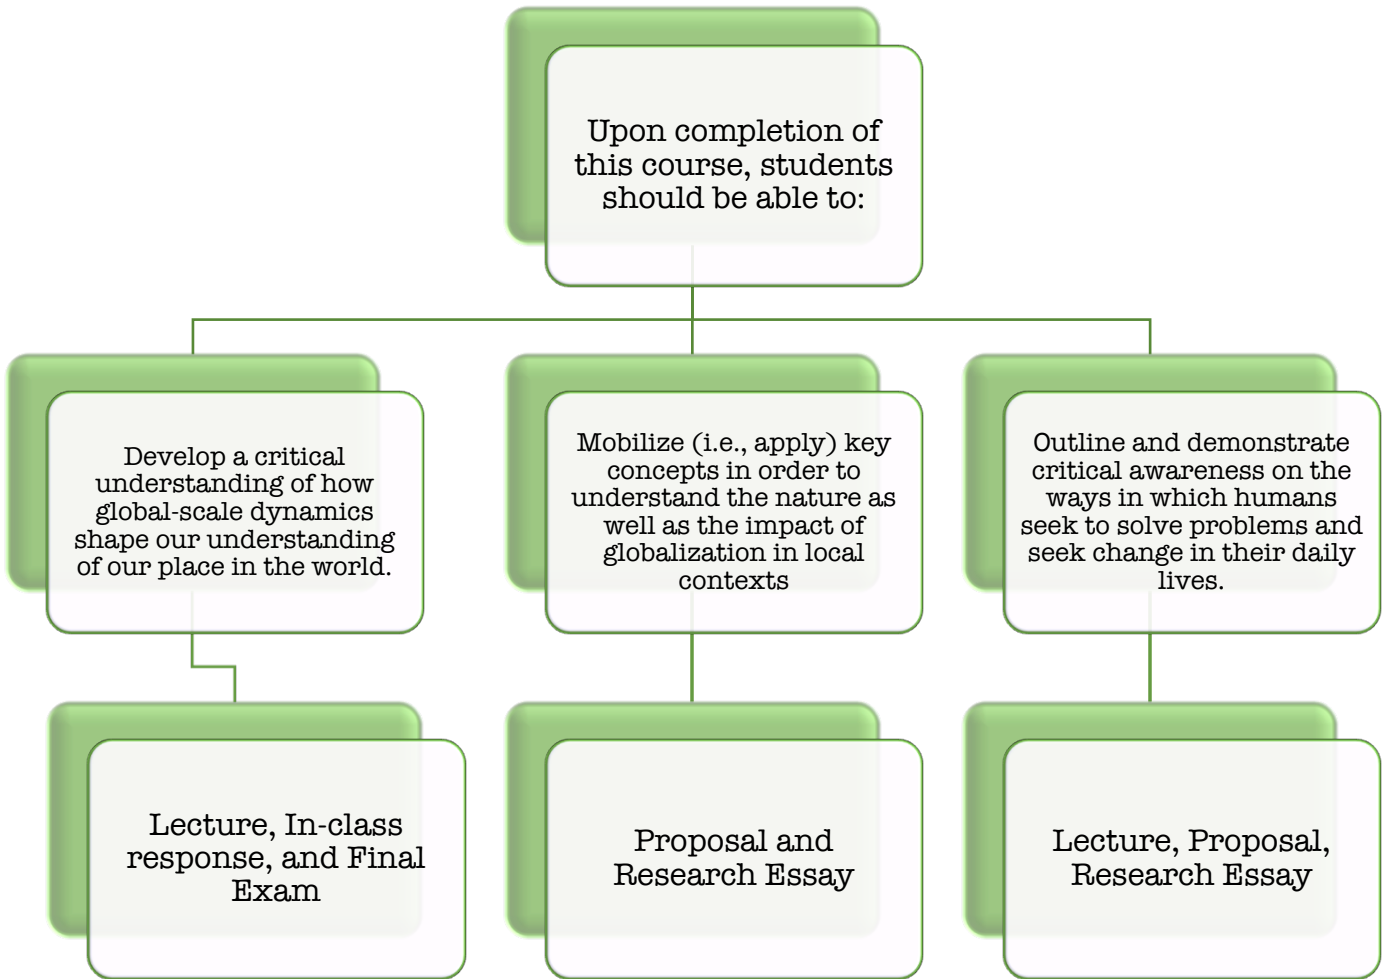 Upon completion of
this course, students
should be able to:
Develop a critical
understanding of how
global-scale dynamics
shape our understanding
of our place in the world.
Mobilize (i.e., apply) key
concepts in order to
understand the nature as
well as the impact of
globalization in local
contexts
Outline and demonstrate
critical awareness on the
ways in which humans
seek to solve problems and
seek change in their daily
lives.
Lecture, In-class
response, and Final
Exam
Proposal and
Research Essay
Lecture, Proposal,
Research Essay